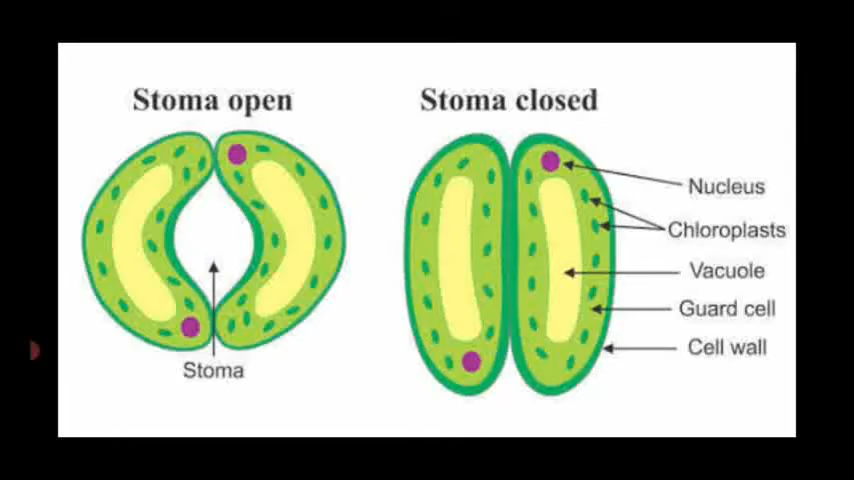 Stoma open
Stoma closed
Nucleus
Chloroplasts
Vacuole
Guard cell
Cell wall
Stoma